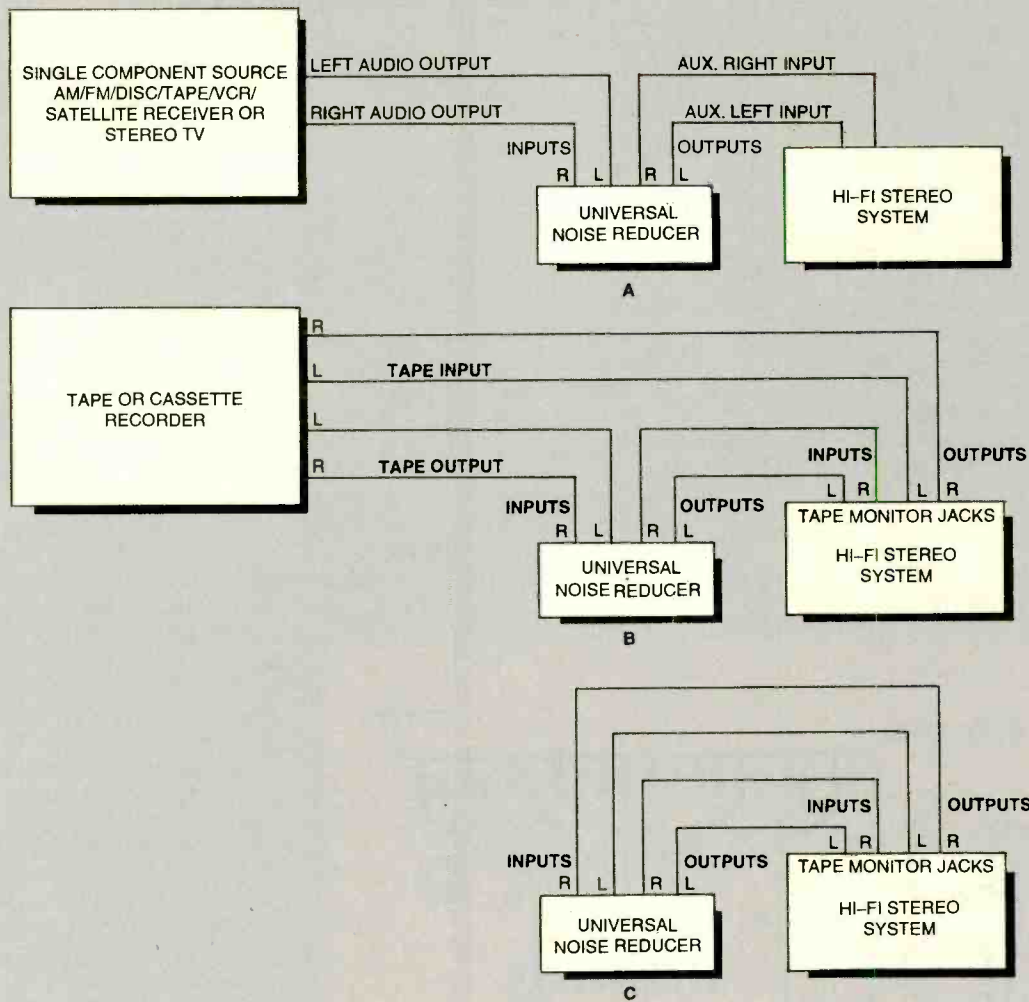 SINGLE COMPONENT SOURCE
AM/FM/DISC/TAPE/VCR/
SATELLITE RECEIVER OR
STEREO TV
LEFT AUDIO OUTPUT
RIGHT AUDIO OUTPUT
AUX. RIGHT INPUT
AUX. LEFT INPUT
INPUTS
OUTPUTS
R L R L
UNIVERSAL
NOISE REDUCER
HI-FI STEREO
SYSTEM
A
TAPE OR CASSETTE
RECORDER
R
L TAPE INPUT
L
R TAPE OUTPUT
INPUTS OUTPUTS
L R L R
TAPE MONITOR JACKS
HI-FI STEREO
SYSTEM
INPUTS OUTPUTS
R L R L
UNIVERSAL
NOISE REDUCER
B
INPUTS OUTPUTS
L R L R
TAPE MONITOR JACKS
HI-FI STEREO
SYSTEM
INPUTS OUTPUTS
R L R L
UNIVERSAL
NOISE REDUCER
C